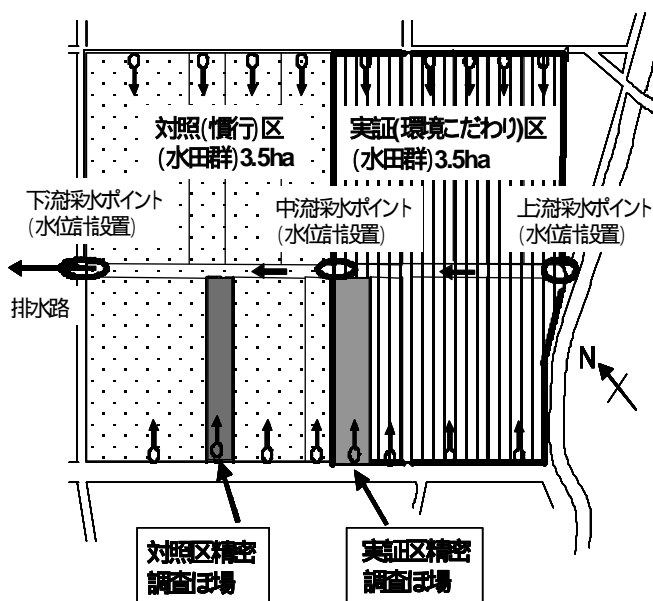 対照(慣行)区
(水田群)3.5ha
実証(環境こだわり)区
(水田群)3.5ha
下流採水ポイント
(水位計設置)
中流採水ポイント
(水位計設置)
上流採水ポイント
(水位計設置)
排水路
N
対照区精密
調査ほ場
実証区精密
調査ほ場